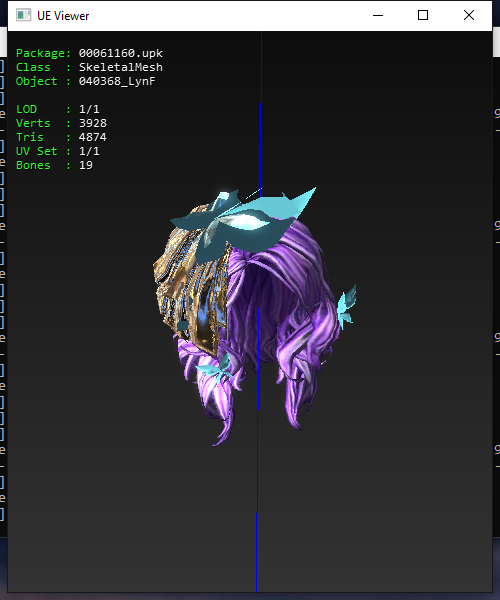 UE Viewer
Package: 00061160.upk
Class : SkeletalMesh
Object : 040368_LynF
LOD : 1/1
Verts : 3928
Tris : 4874
UV Set : 1/1
Bones : 19